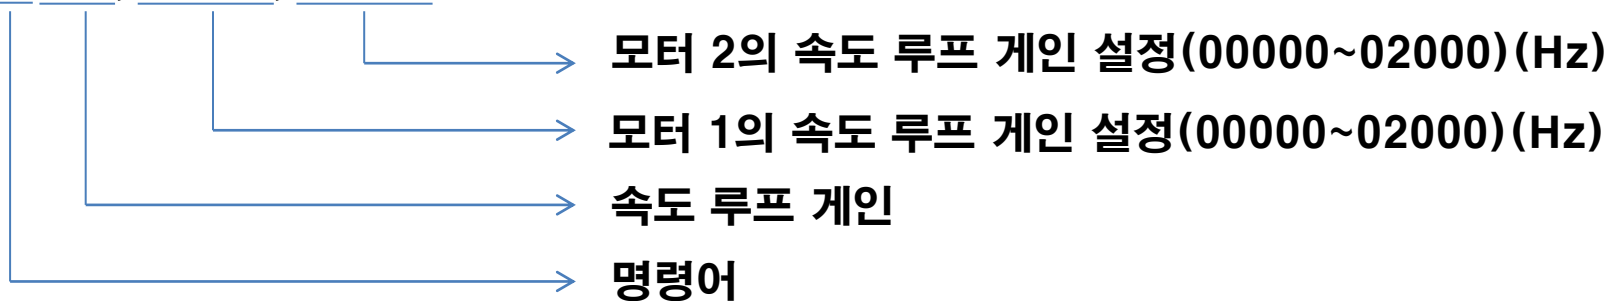 모터 2의 속도 루프 게인 설정(00000~02000)(Hz)
모터 1의 속도 루프 게인 설정(00000~02000)(Hz)
속도 루프 게인
명령어